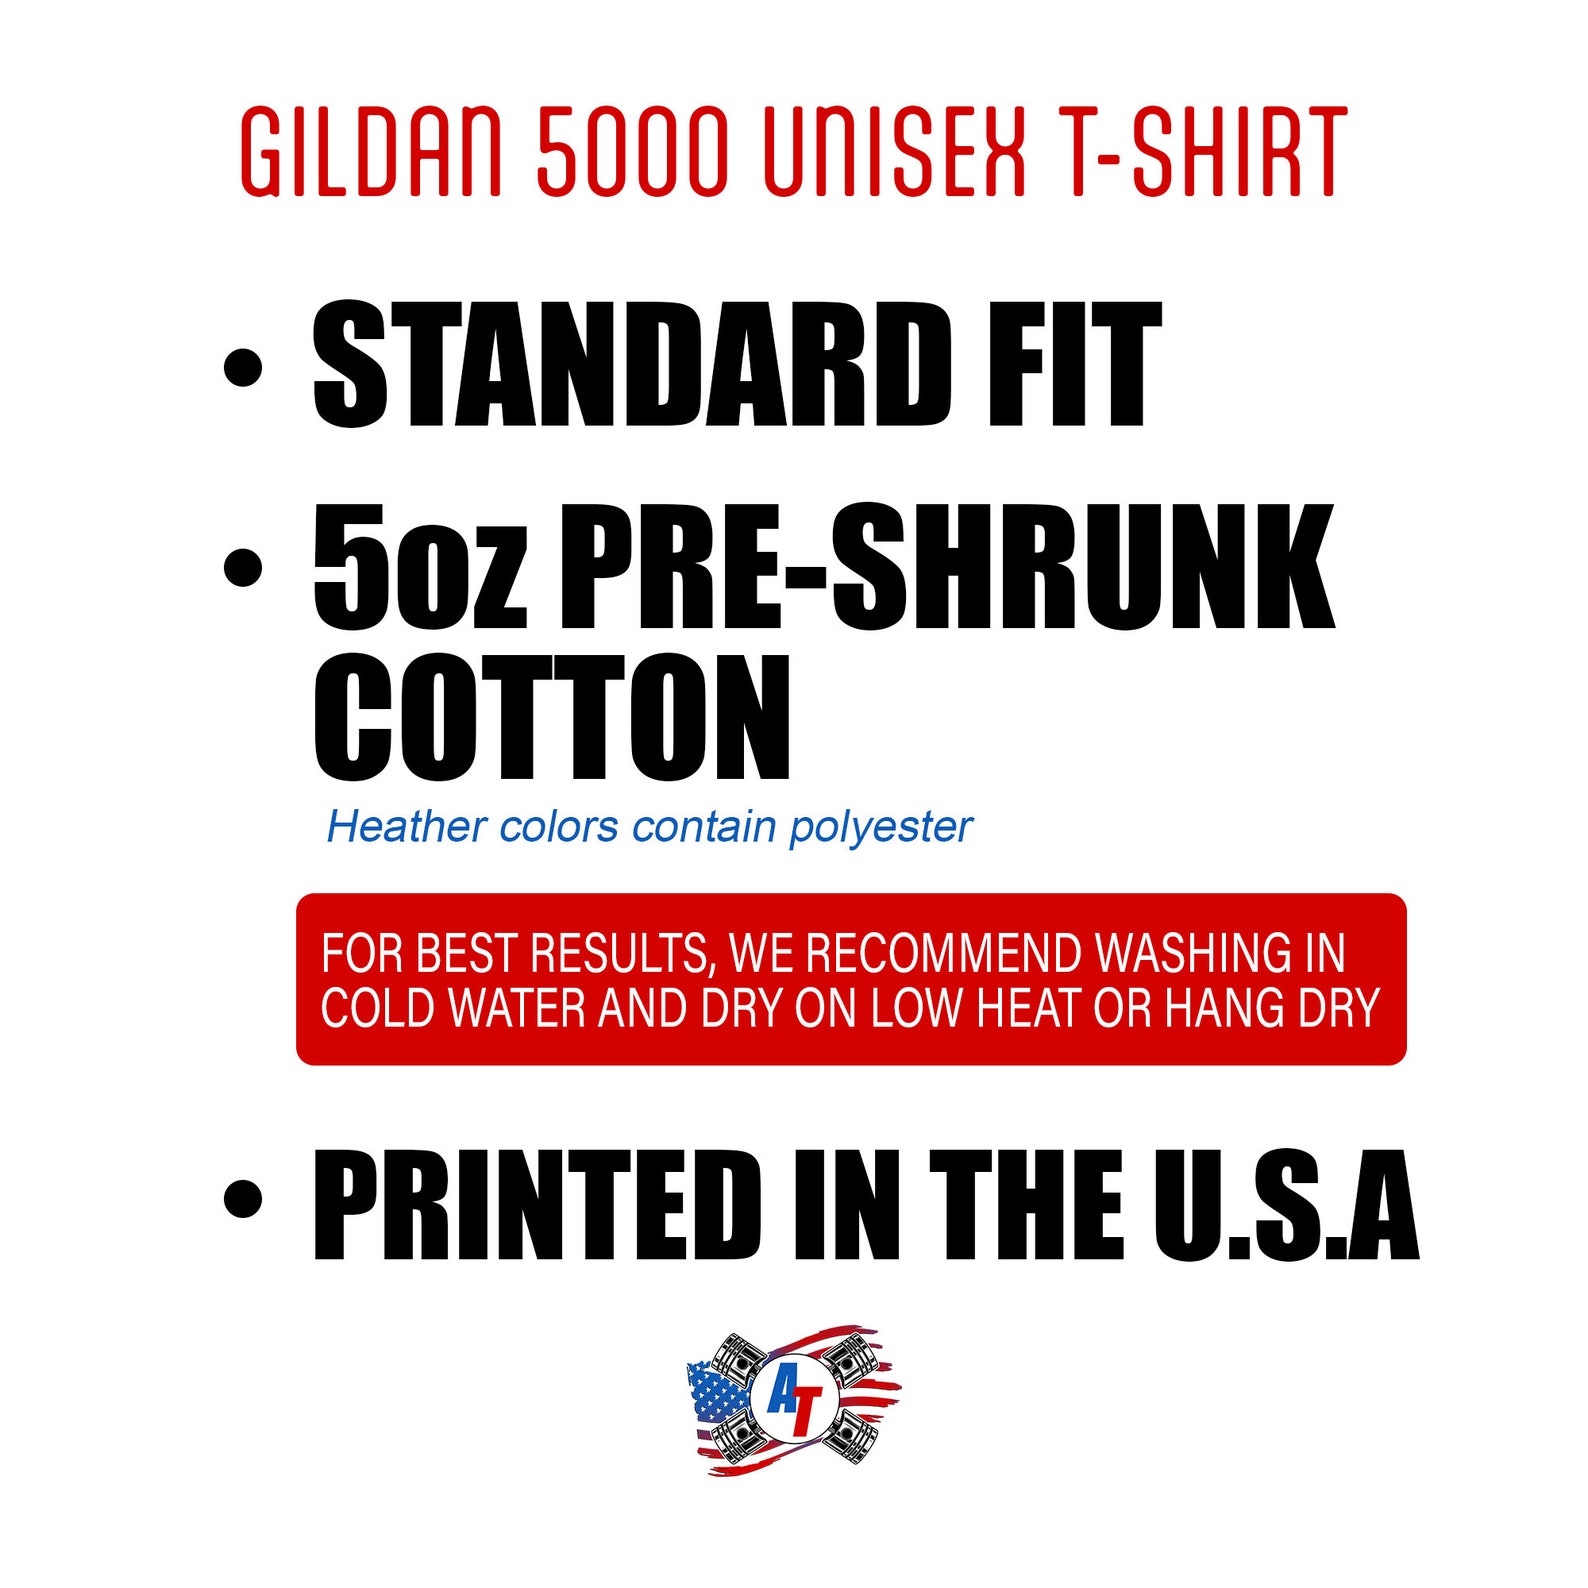 GILDAN 5000 UNISEX T-SHIRT
• STANDARD FIT
• 5oz PRE-SHRUNK
COTTON
Heather colors contain polyester
FOR BEST RESULTS, WE RECOMMEND WASHING IN
COLD WATER AND DRY ON LOW HEAT OR HANG DRY
• PRINTED IN THE U.S.A
AT